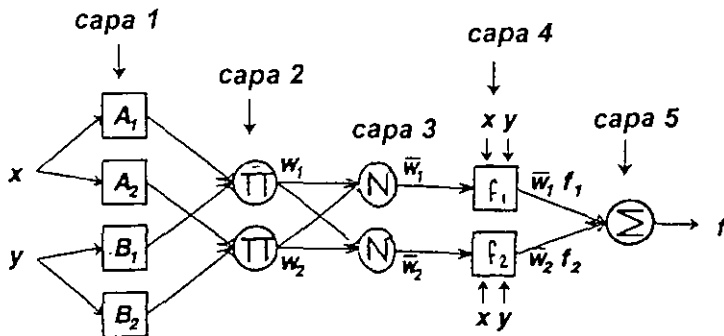 capa 1
capa 2
capa 3
capa 4
capa 5
x
y
A₁
A₂
B₁
B₂
Π
Π
w₁
w₂
N
N
w̅₁
w̅₂
x y
f₁
f₂
x y
w̅₁ f₁
w̅₂ f₂
Σ
f